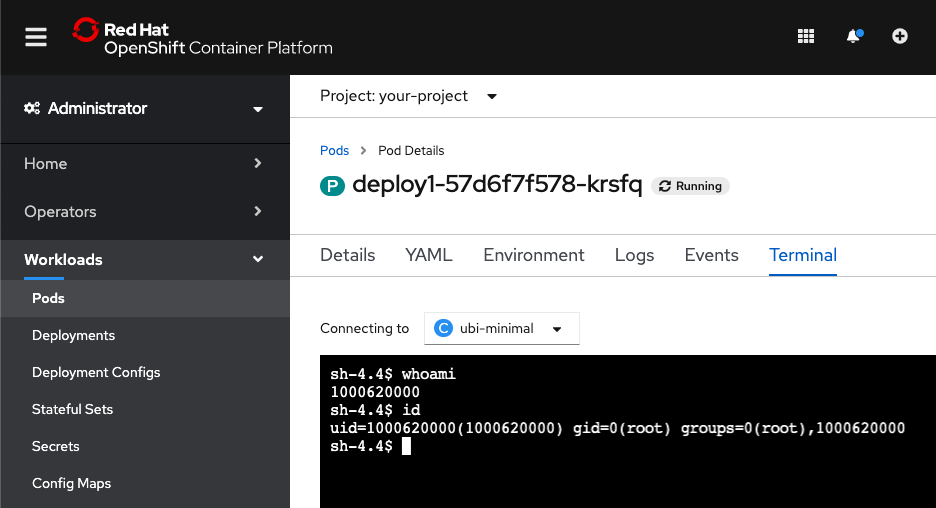 Red Hat
OpenShift Container Platform
Administrator
Home
Operators
Workloads
Pods
Deployments
Deployment Configs
Stateful Sets
Secrets
Config Maps
Project: your-project
Pods > Pod Details
P deploy1-57d6f7f578-krsfq Running
Details YAML Environment Logs Events Terminal
Connecting to C ubi-minimal
sh-4.4$ whoami
1000620000
sh-4.4$ id
uid=1000620000(1000620000) gid=0(root) groups=0(root),1000620000
sh-4.4$